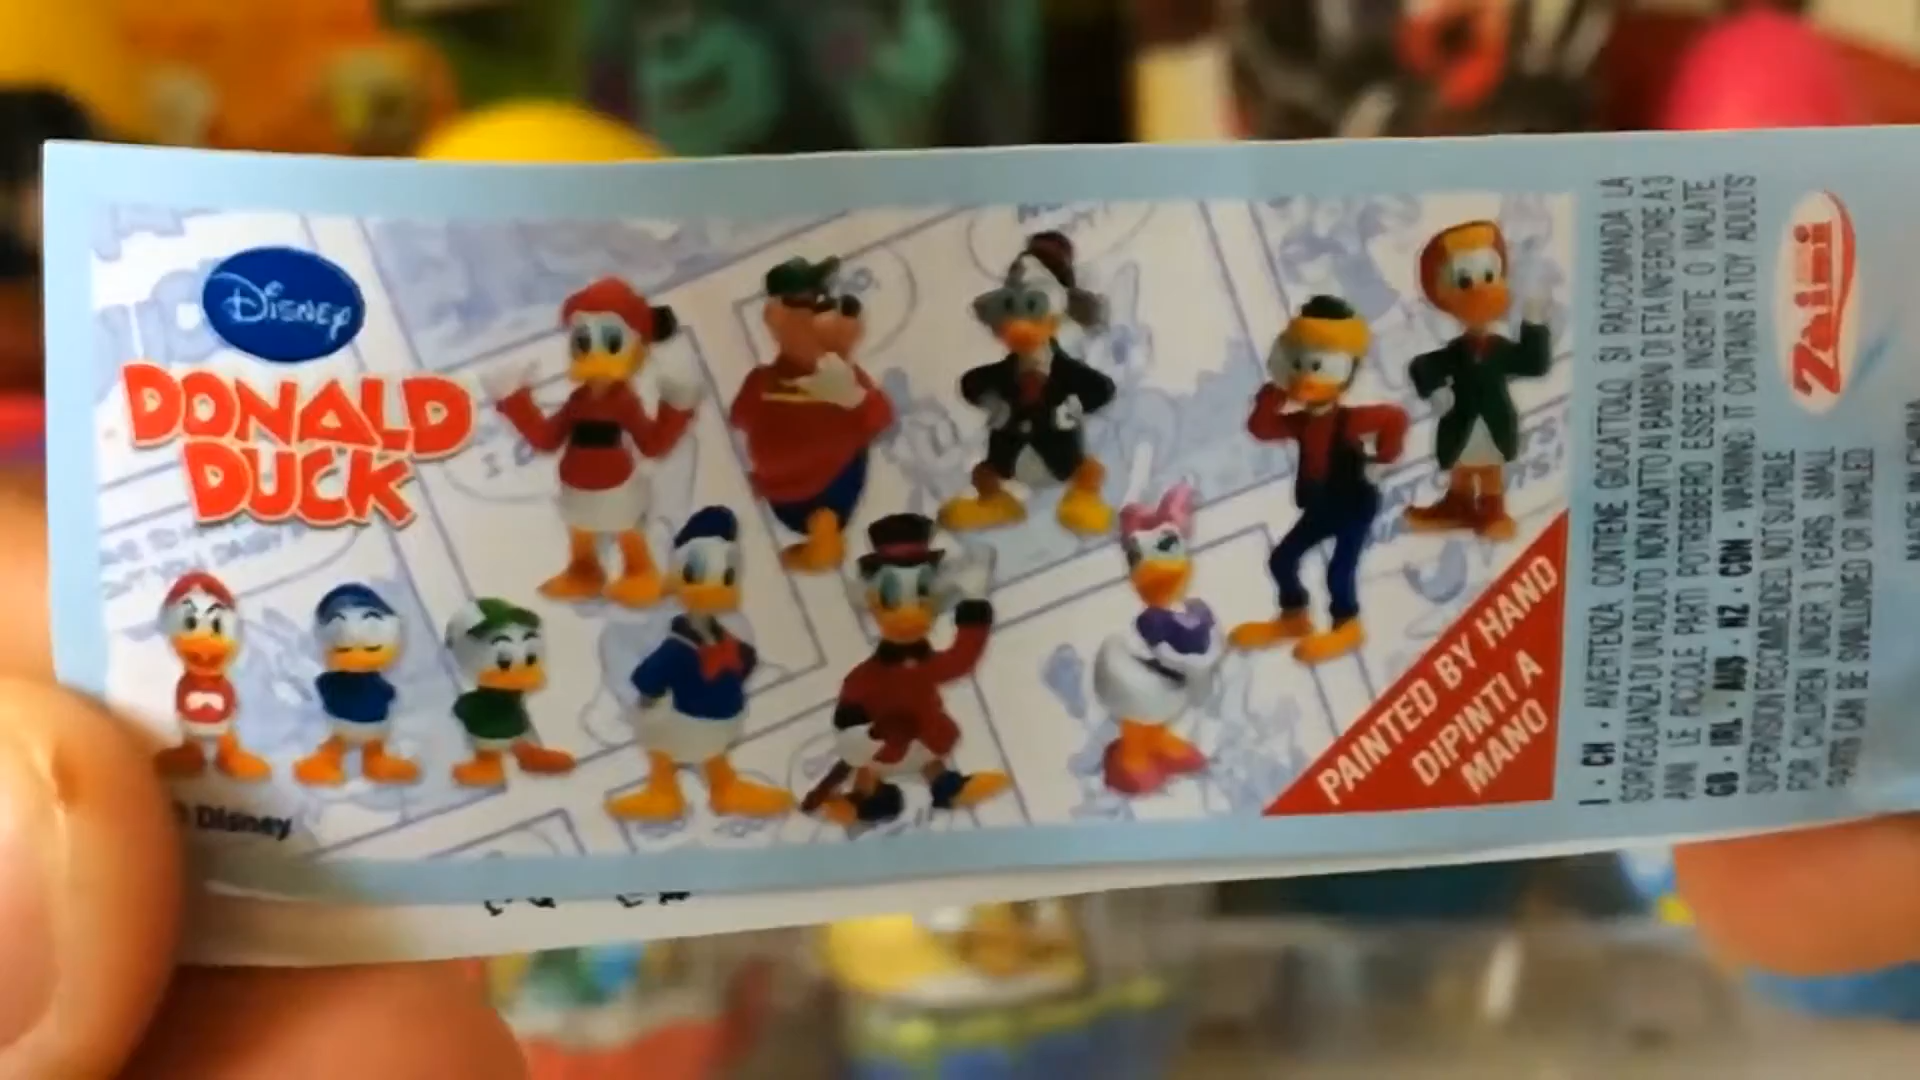 Disney
DONALD
DUCK
Disney
PAINTED BY HAND
DIPINTI A
MANO
I - CH - AVVERTENZA CONTIENE GIOCATTOLO, SI RACCOMANDA LA
SORVEGLIANZA DI UN ADULTO NON ADATTO AI BAMBINI DI ETA INFERIORE A 3
ANNI LE PICCOLE PARTI POTREBBERO ESSERE INGERITE O INALATE
GB - IRL - AUS - NZ - CDN - WARNING: IT CONTAINS A TOY ADULTS
SUPERVISION RECOMMENDED, NOT SUITABLE
FOR CHILDREN UNDER 3 YEARS SMALL
PARTS CAN BE SWALLOWED OR INHALED
Zaini
MADE IN CHINA